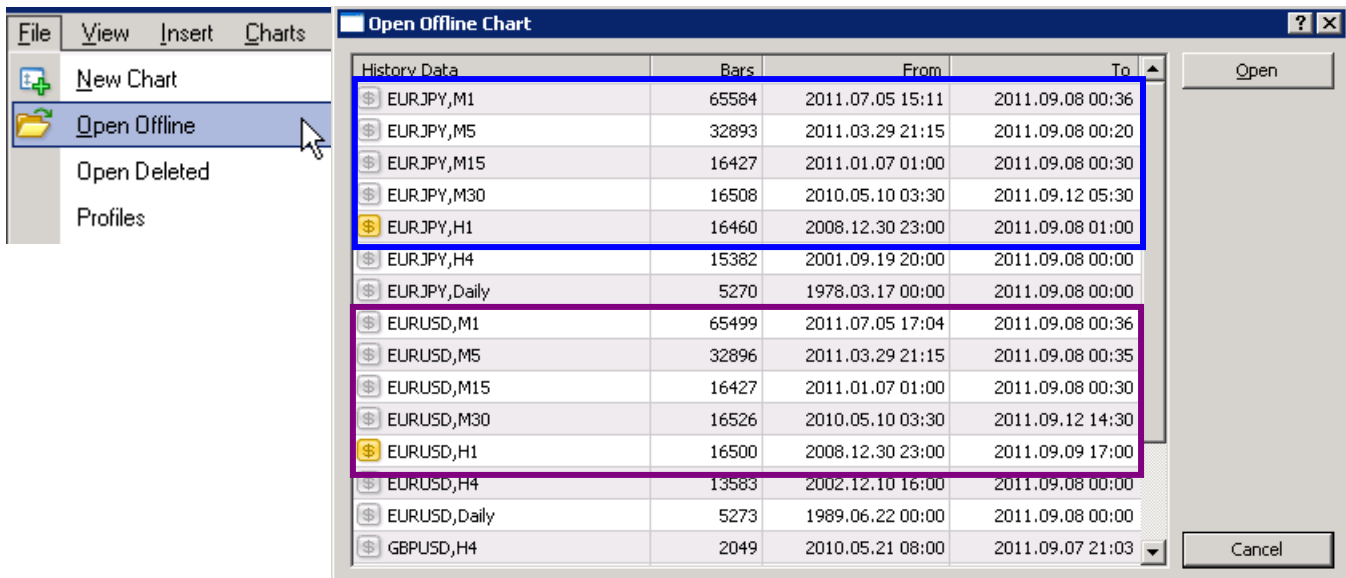 File View Insert Charts
New Chart
Open Offline
Open Deleted
Profiles
Open Offline Chart
History Data Bars From To
EURJPY,M1 65584 2011.07.05 15:11 2011.09.08 00:36
EURJPY,M5 32893 2011.03.29 21:15 2011.09.08 00:20
EURJPY,M15 16427 2011.01.07 01:00 2011.09.08 00:30
EURJPY,M30 16508 2010.05.10 03:30 2011.09.12 05:30
EURJPY,H1 16460 2008.12.30 23:00 2011.09.08 01:00
EURJPY,H4 15382 2001.09.19 20:00 2011.09.08 00:00
EURJPY,Daily 5270 1978.03.17 00:00 2011.09.08 00:00
EURUSD,M1 65499 2011.07.05 17:04 2011.09.08 00:36
EURUSD,M5 32896 2011.03.29 21:15 2011.09.08 00:35
EURUSD,M15 16427 2011.01.07 01:00 2011.09.08 00:30
EURUSD,M30 16526 2010.05.10 03:30 2011.09.12 14:30
EURUSD,H1 16500 2008.12.30 23:00 2011.09.09 17:00
EURUSD,H4 13583 2002.12.10 16:00 2011.09.08 00:00
EURUSD,Daily 5273 1989.06.22 00:00 2011.09.08 00:00
GBPUSD,H4 2049 2010.05.21 08:00 2011.09.07 21:03
Open
Cancel